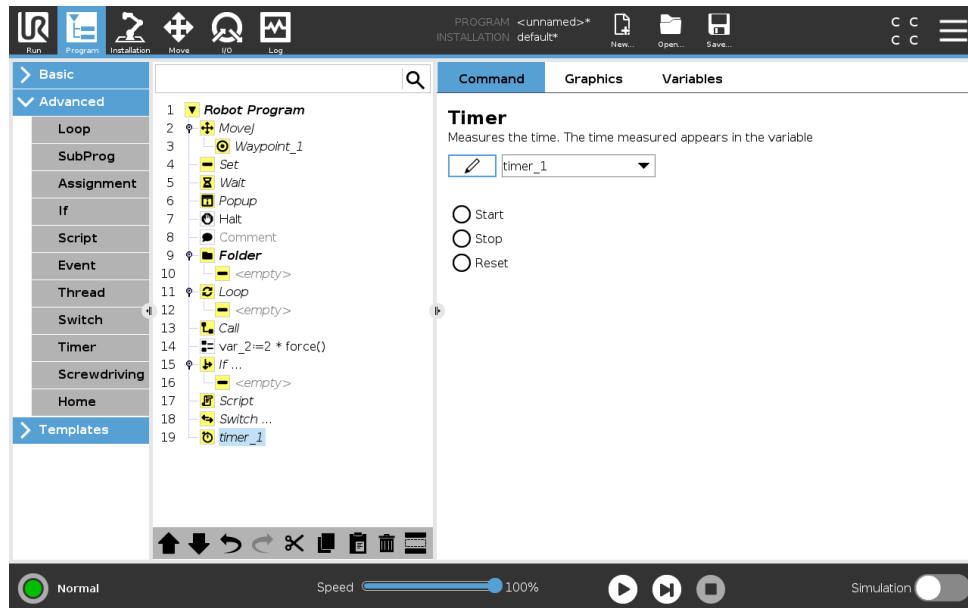 UR
PROGRAM <unnamed>*
INSTALLATION default*
Run
Program
Installation
Move
I/O
Log
New...
Open...
Save...
C C
C C
Basic
Advanced
Loop
SubProg
Assignment
If
Script
Event
Thread
Switch
Timer
Screwdriving
Home
Templates
1 Robot Program
2 MoveJ
3 Waypoint_1
4 Set
5 Wait
6 Popup
7 Halt
8 Comment
9 Folder
10 <empty>
11 Loop
12 <empty>
13 Call
14 var_2:=2 * force()
15 If ...
16 <empty>
17 Script
18 Switch ...
19 timer_1
Command
Graphics
Variables
Timer
Measures the time. The time measured appears in the variable
timer_1
Start
Stop
Reset
Normal
Speed
100%
Simulation